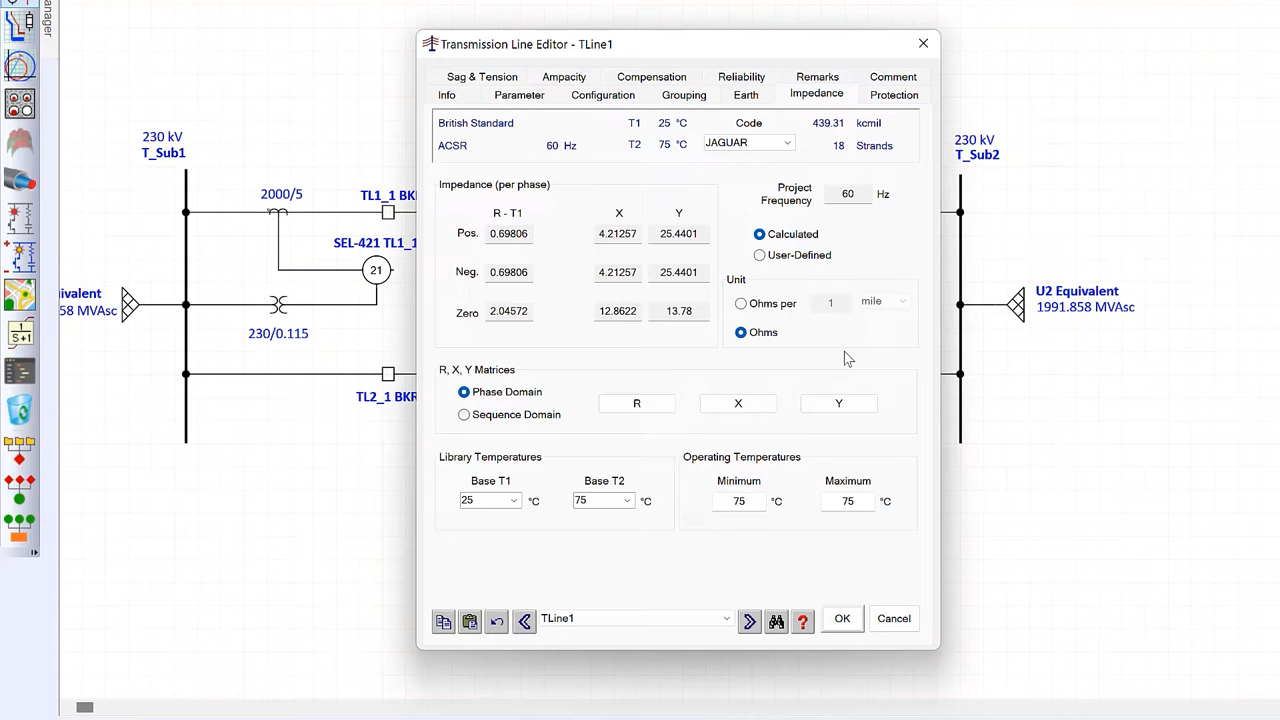 Manager
230 kV
T_Sub1
2000/5
TL1_1 BK
SEL-421 TL1_1
21
ivalent
58 MVAsc
230/0.115
TL2_1 BKR
1
S+1
Transmission Line Editor - TLine1
Sag & Tension Ampacity Compensation Reliability Remarks Comment
Info Parameter Configuration Grouping Earth Impedance Protection
British Standard T1 25 °C Code 439.31 kcmil
ACSR 60 Hz T2 75 °C JAGUAR 18 Strands
Impedance (per phase)
R - T1 X Y
Pos. 0.69806 4.21257 25.4401
Neg. 0.69806 4.21257 25.4401
Zero 2.04572 12.8622 13.78
Project
Frequency 60 Hz
Calculated
User-Defined
Unit
Ohms per 1 mile
Ohms
R, X, Y Matrices
Phase Domain
Sequence Domain
R X Y
Library Temperatures
Base T1 Base T2
25 °C 75 °C
Operating Temperatures
Minimum Maximum
75 °C 75 °C
TLine1
?
OK Cancel
230 kV
T_Sub2
U2 Equivalent
1991.858 MVAsc